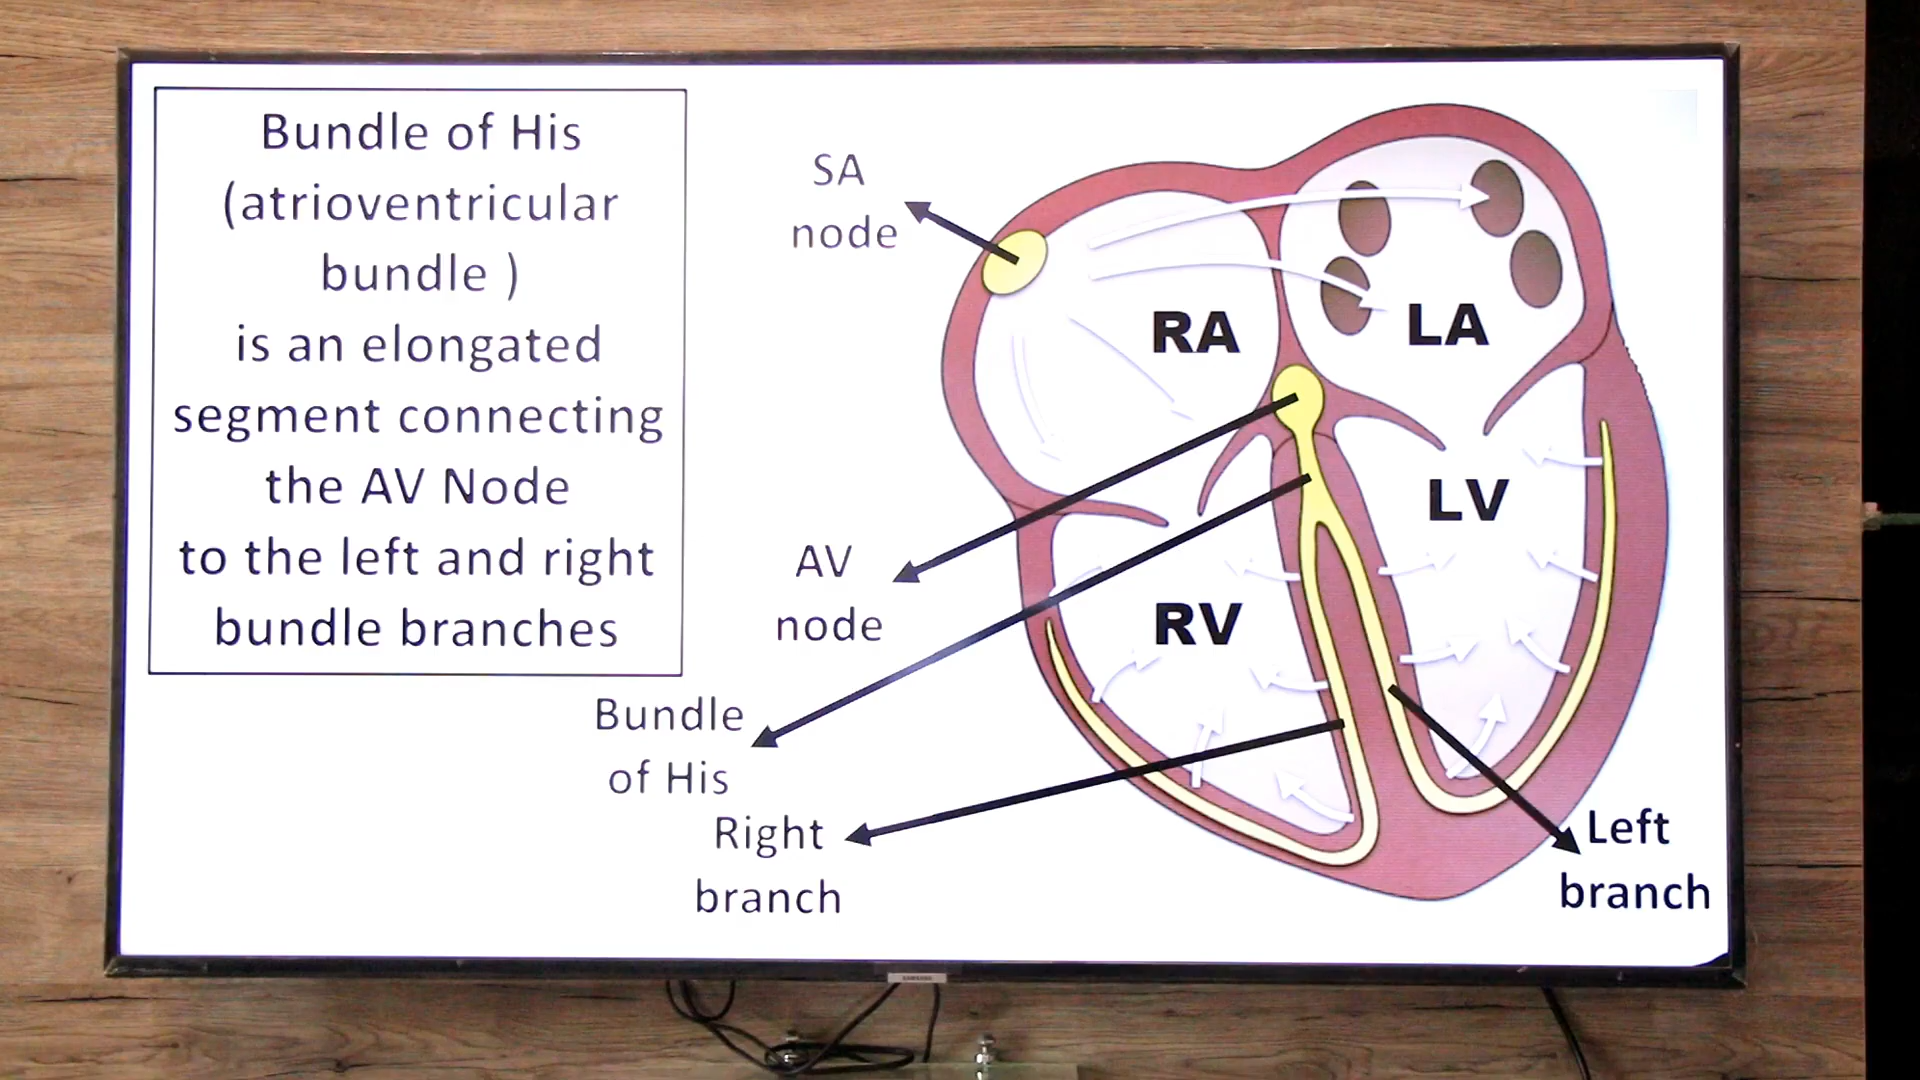 Bundle of His
(atrioventricular
bundle )
is an elongated
segment connecting
the AV Node
to the left and right
bundle branches
SA
node
RA
LA
AV
node
LV
RV
Bundle
of His
Right
branch
Left
branch
SAMSUNG